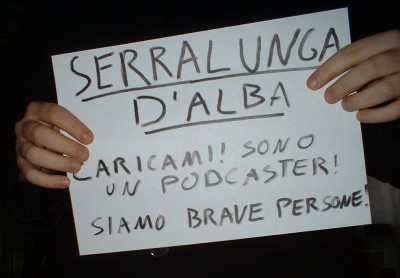 SERRALUNGA
D'ALBA
CARICAMI! SONO
UN PODCASTER!
SIAMO BRAVE PERSONE!